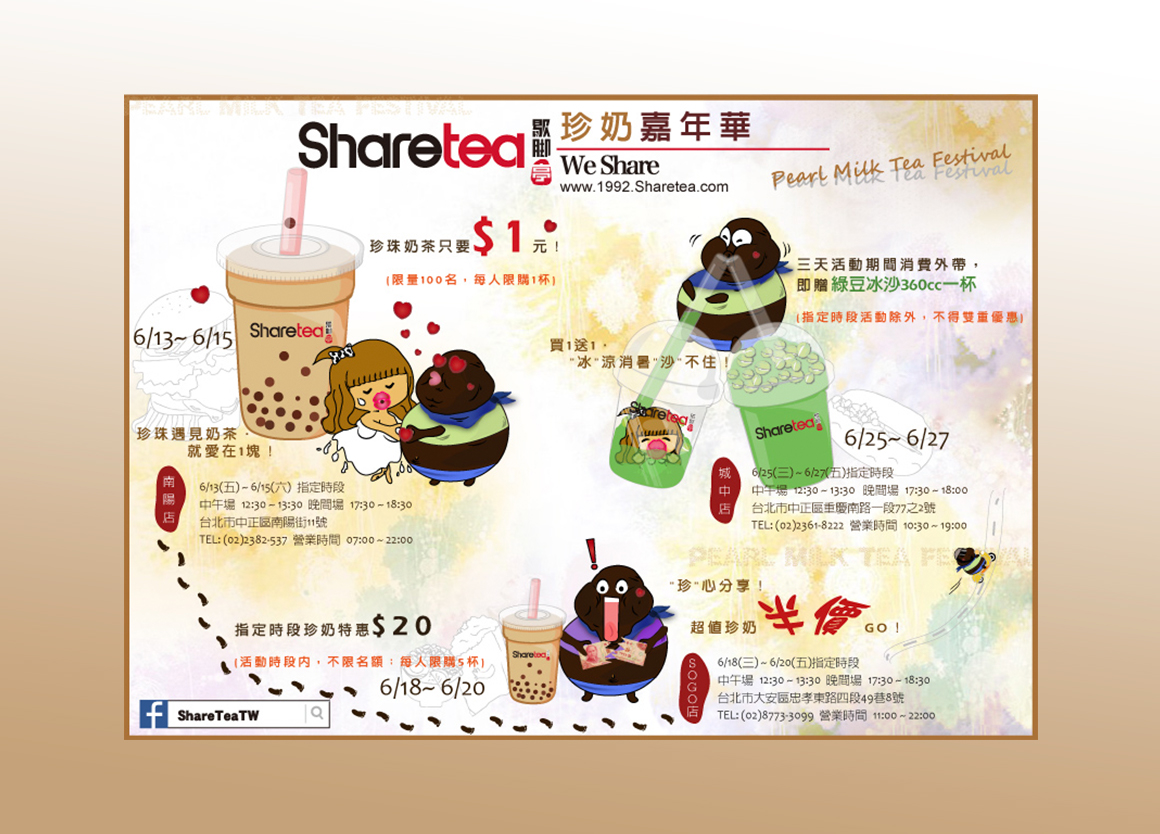 PEARL MILK TEA FESTIVAL
Sharetea 歇腳亭
珍奶嘉年華
We Share
www.1992.Sharetea.com
Pearl Milk Tea Festival
珍珠奶茶只要$1元！
(限量100名，每人限購1杯)
6/13~ 6/15
Sharetea
珍珠遇見奶茶，
就愛在1塊！
南陽店
6/13(五)~6/15(六) 指定時段
中午場 12:30~13:30 晚間場 17:30~18:30
台北市中正區南陽街11號
TEL: (02)2382-537 營業時間 07:00~22:00
三天活動期間消費外帶，
即贈 綠豆冰沙360cc一杯
(指定時段活動除外，不得雙重優惠)
買1送1，
"冰"涼消暑"沙"不住！
Sharetea
Sharetea
6/25~ 6/27
城中店
6/25(三)~6/27(五)指定時段
中午場 12:30~13:30 晚間場 17:30~18:00
台北市中正區重慶南路一段77之2號
TEL: (02)2361-8222 營業時間 10:30~19:00
PEARL MILK TEA FESTIVAL
指定時段珍奶特惠$20
(活動時段內，不限名額；每人限購5杯)
6/18~ 6/20
Sharetea
"珍"心分享！
超值珍奶 半價 GO！
SOGO店
6/18(三)~6/20(五)指定時段
中午場 12:30~13:30 晚間場 17:30~18:30
台北市大安區忠孝東路四段49巷8號
TEL: (02)8773-3099 營業時間 11:00~22:00
ShareTeaTW